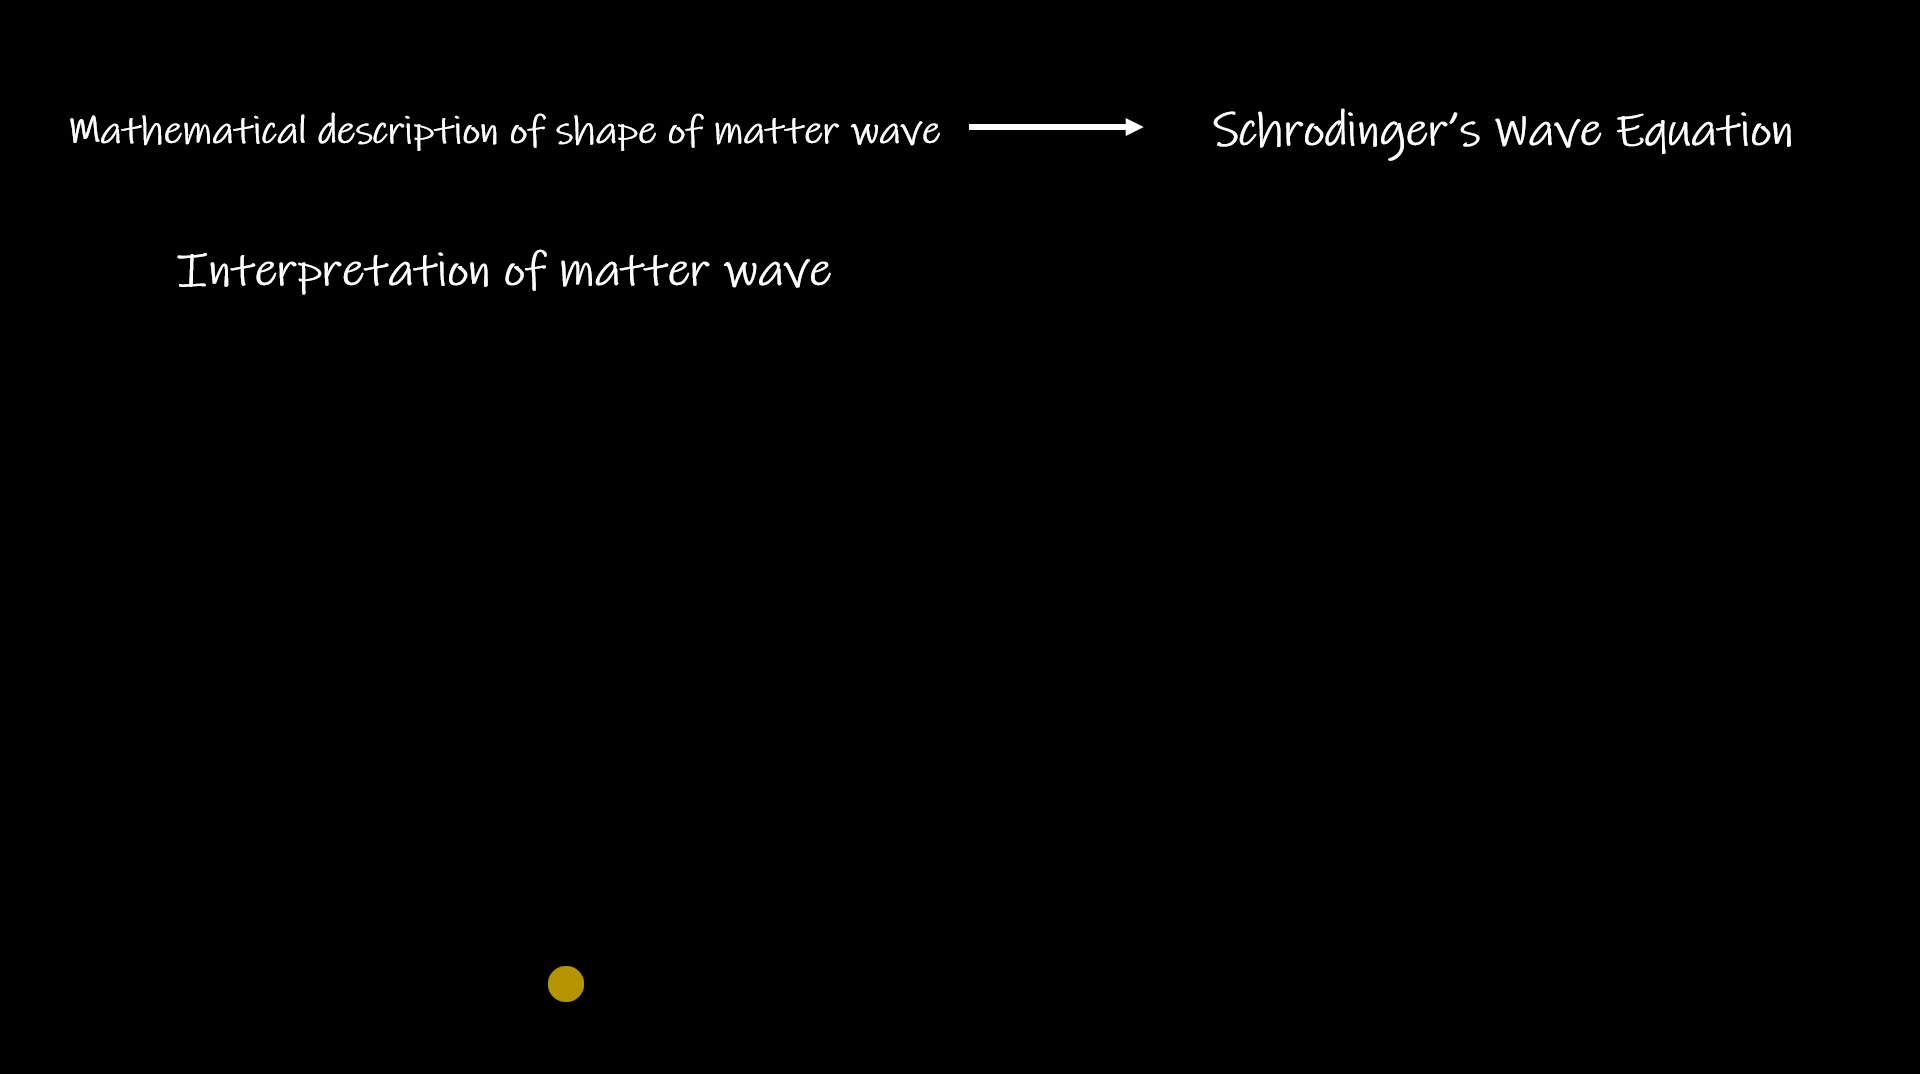 Mathematical description of shape of matter wave
Schrodinger's Wave Equation
Interpretation of matter wave